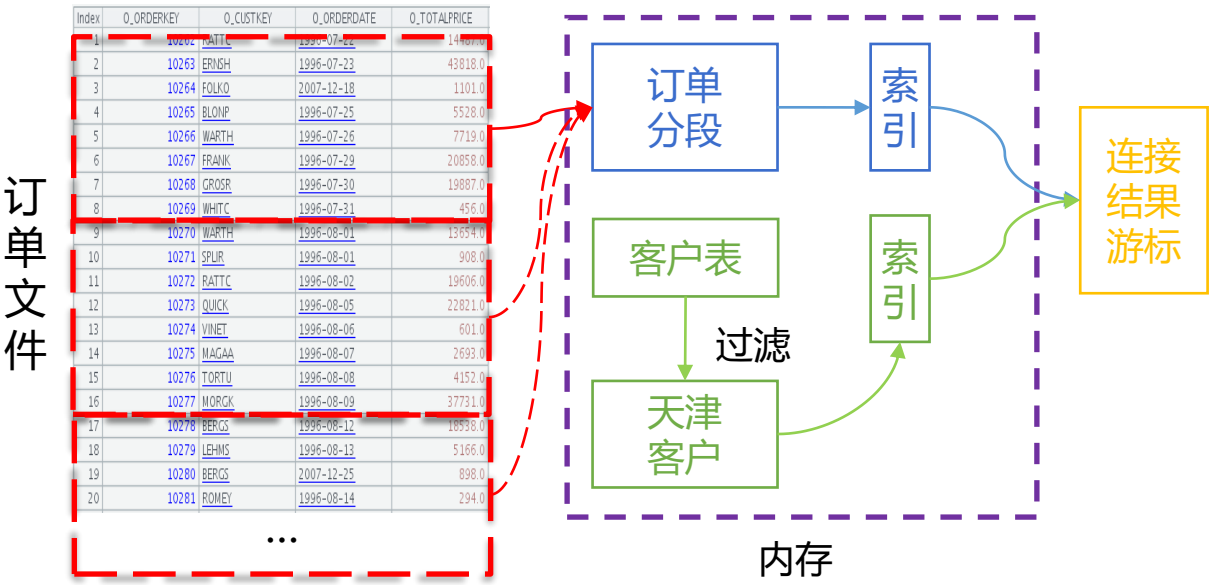 Index O_ORDERKEY O_CUSTKEY O_ORDERDATE O_TOTALPRICE
1 10262 RATTC 1996-07-22 14487.0
2 10263 ERNSH 1996-07-23 43818.0
3 10264 FOLKO 2007-12-18 1101.0
4 10265 BLONP 1996-07-25 5528.0
5 10266 WARTH 1996-07-26 7719.0
6 10267 FRANK 1996-07-29 20858.0
7 10268 GROSR 1996-07-30 19887.0
8 10269 WHITC 1996-07-31 456.0
9 10270 WARTH 1996-08-01 13654.0
10 10271 SPLIR 1996-08-01 908.0
11 10272 RATTC 1996-08-02 19606.0
12 10273 QUICK 1996-08-05 22821.0
13 10274 VINET 1996-08-06 601.0
14 10275 MAGAA 1996-08-07 2693.0
15 10276 TORTU 1996-08-08 4152.0
16 10277 MORGK 1996-08-09 37731.0
17 10278 BERGS 1996-08-12 18538.0
18 10279 LEHMS 1996-08-13 5166.0
19 10280 BERGS 2007-12-25 898.0
20 10281 ROMEY 1996-08-14 294.0
...
订
单
文
件
订单
分段
索
引
客户表
过滤
天津
客户
索
引
内存
连接
结果
游标